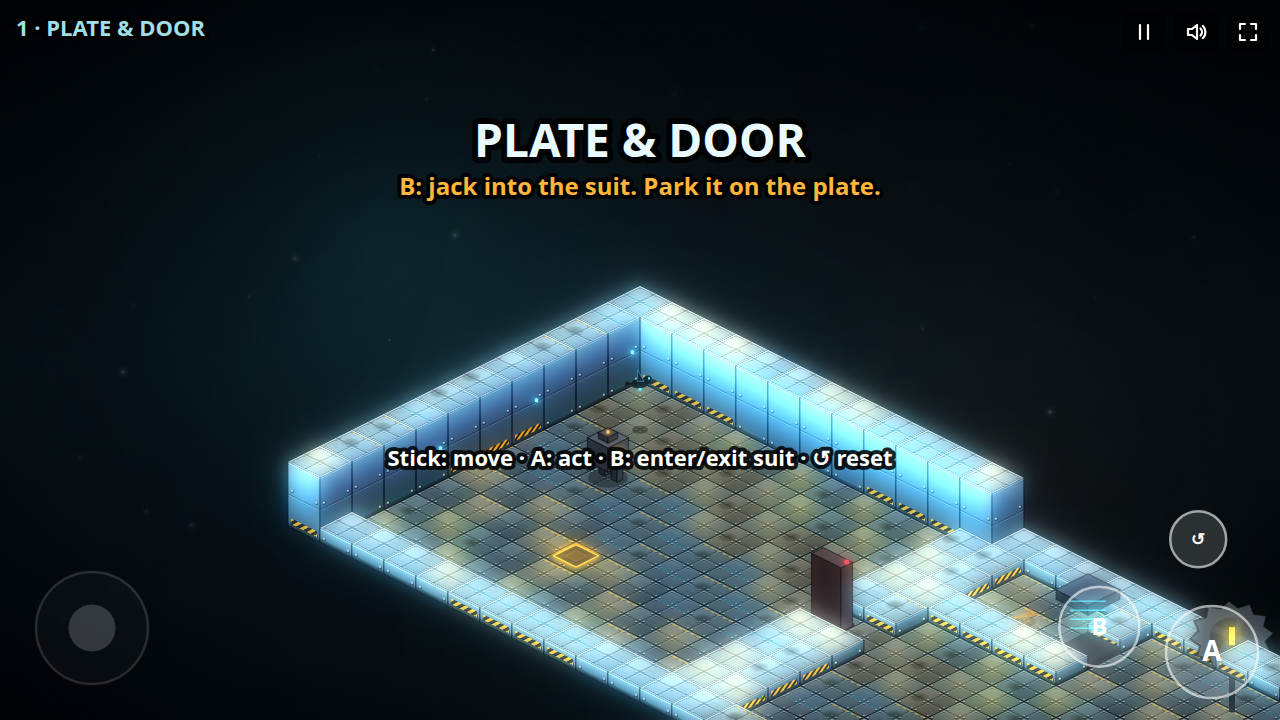 1 · PLATE & DOOR
PLATE & DOOR
B: jack into the suit. Park it on the plate.
Stick: move · A: act · B: enter/exit suit · ↺ reset
↺
B
A